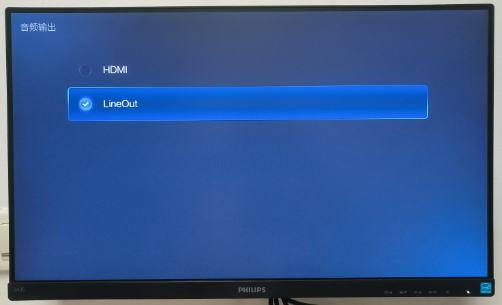 音频输出
HDMI
LineOut
PHILIPS